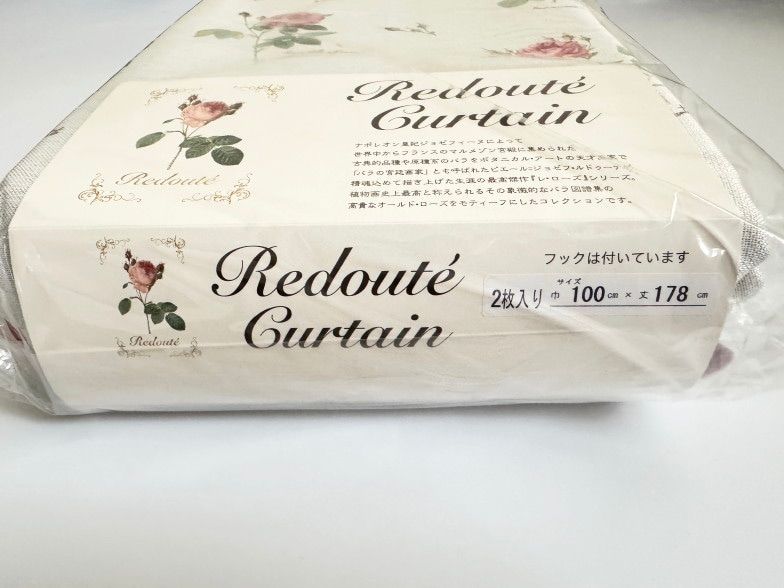 Redouté
Redouté
Curtain
ナポレオン皇妃ジョゼフィーヌによって
世界中からフランスのマルメゾン宮殿に集められた
古典的品種や原種系のバラをボタニカル・アートの天才画家で
「バラの宮廷画家」とも呼ばれたピエール=ジョゼフ・ルドゥーテが
精魂込めて描き上げた生涯の最高傑作『レ・ローズ』シリーズ。
植物画史上最高と称えられるその象徴的なバラ図譜集の
高貴なオールド・ローズをモティーフにしたコレクションです。
Redouté
Redouté
Curtain
フックは付いています
サイズ
2枚入り 巾 100cm × 丈 178 cm